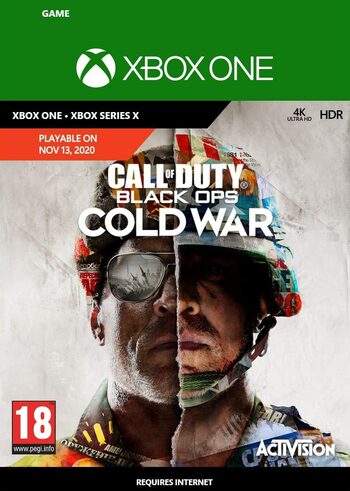 GAME
XBOX ONE
XBOX ONE • XBOX SERIES X
PLAYABLE ON
NOV 13, 2020
4K
ULTRA HD
HDR
CALL OF DUTY®
BLACK OPS
COLD WAR
18
www.pegi.info
ACTIVISION
REQUIRES INTERNET